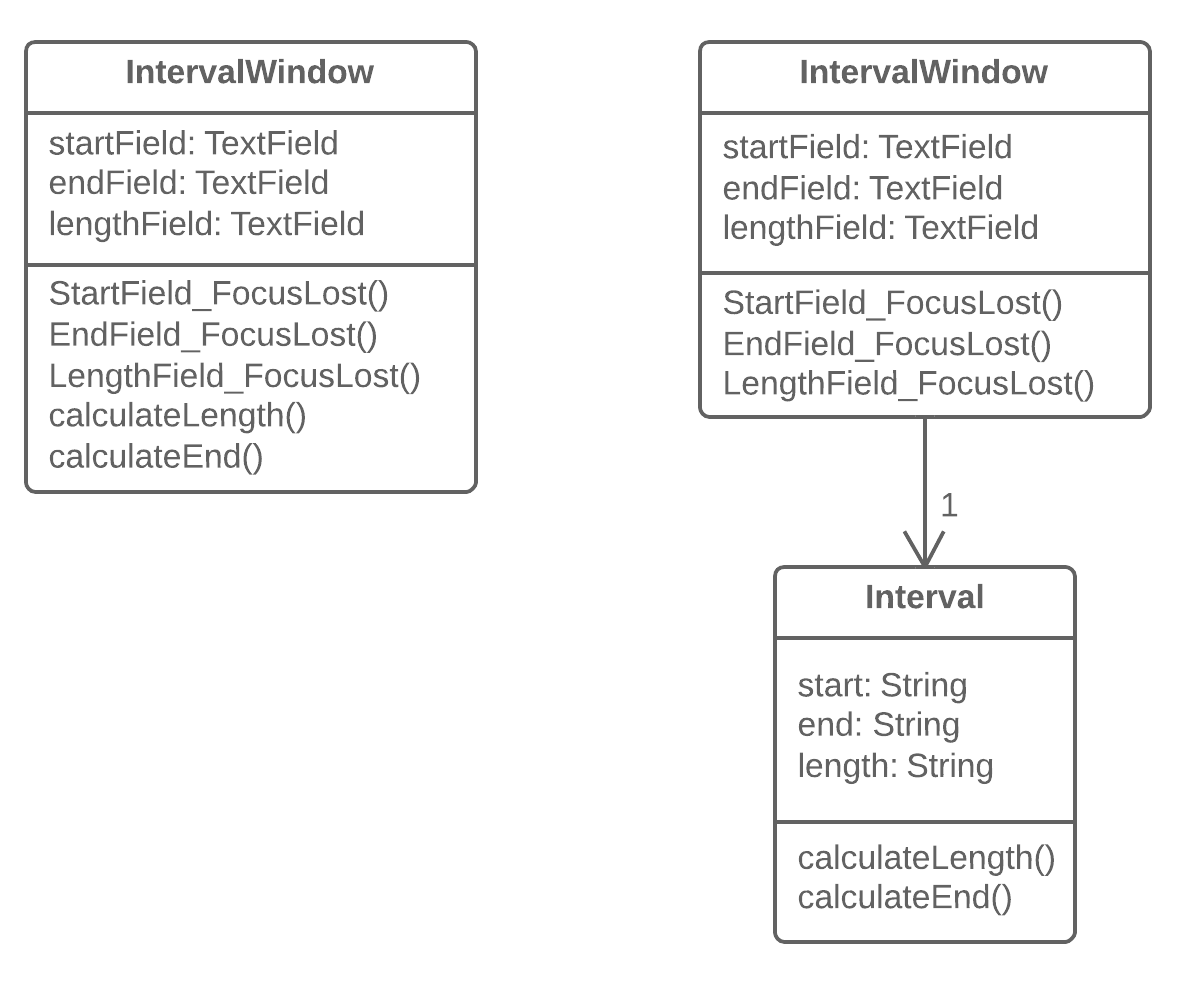 IntervalWindow
startField: TextField
endField: TextField
lengthField: TextField
StartField_FocusLost()
EndField_FocusLost()
LengthField_FocusLost()
calculateLength()
calculateEnd()
IntervalWindow
startField: TextField
endField: TextField
lengthField: TextField
StartField_FocusLost()
EndField_FocusLost()
LengthField_FocusLost()
1
Interval
start: String
end: String
length: String
calculateLength()
calculateEnd()